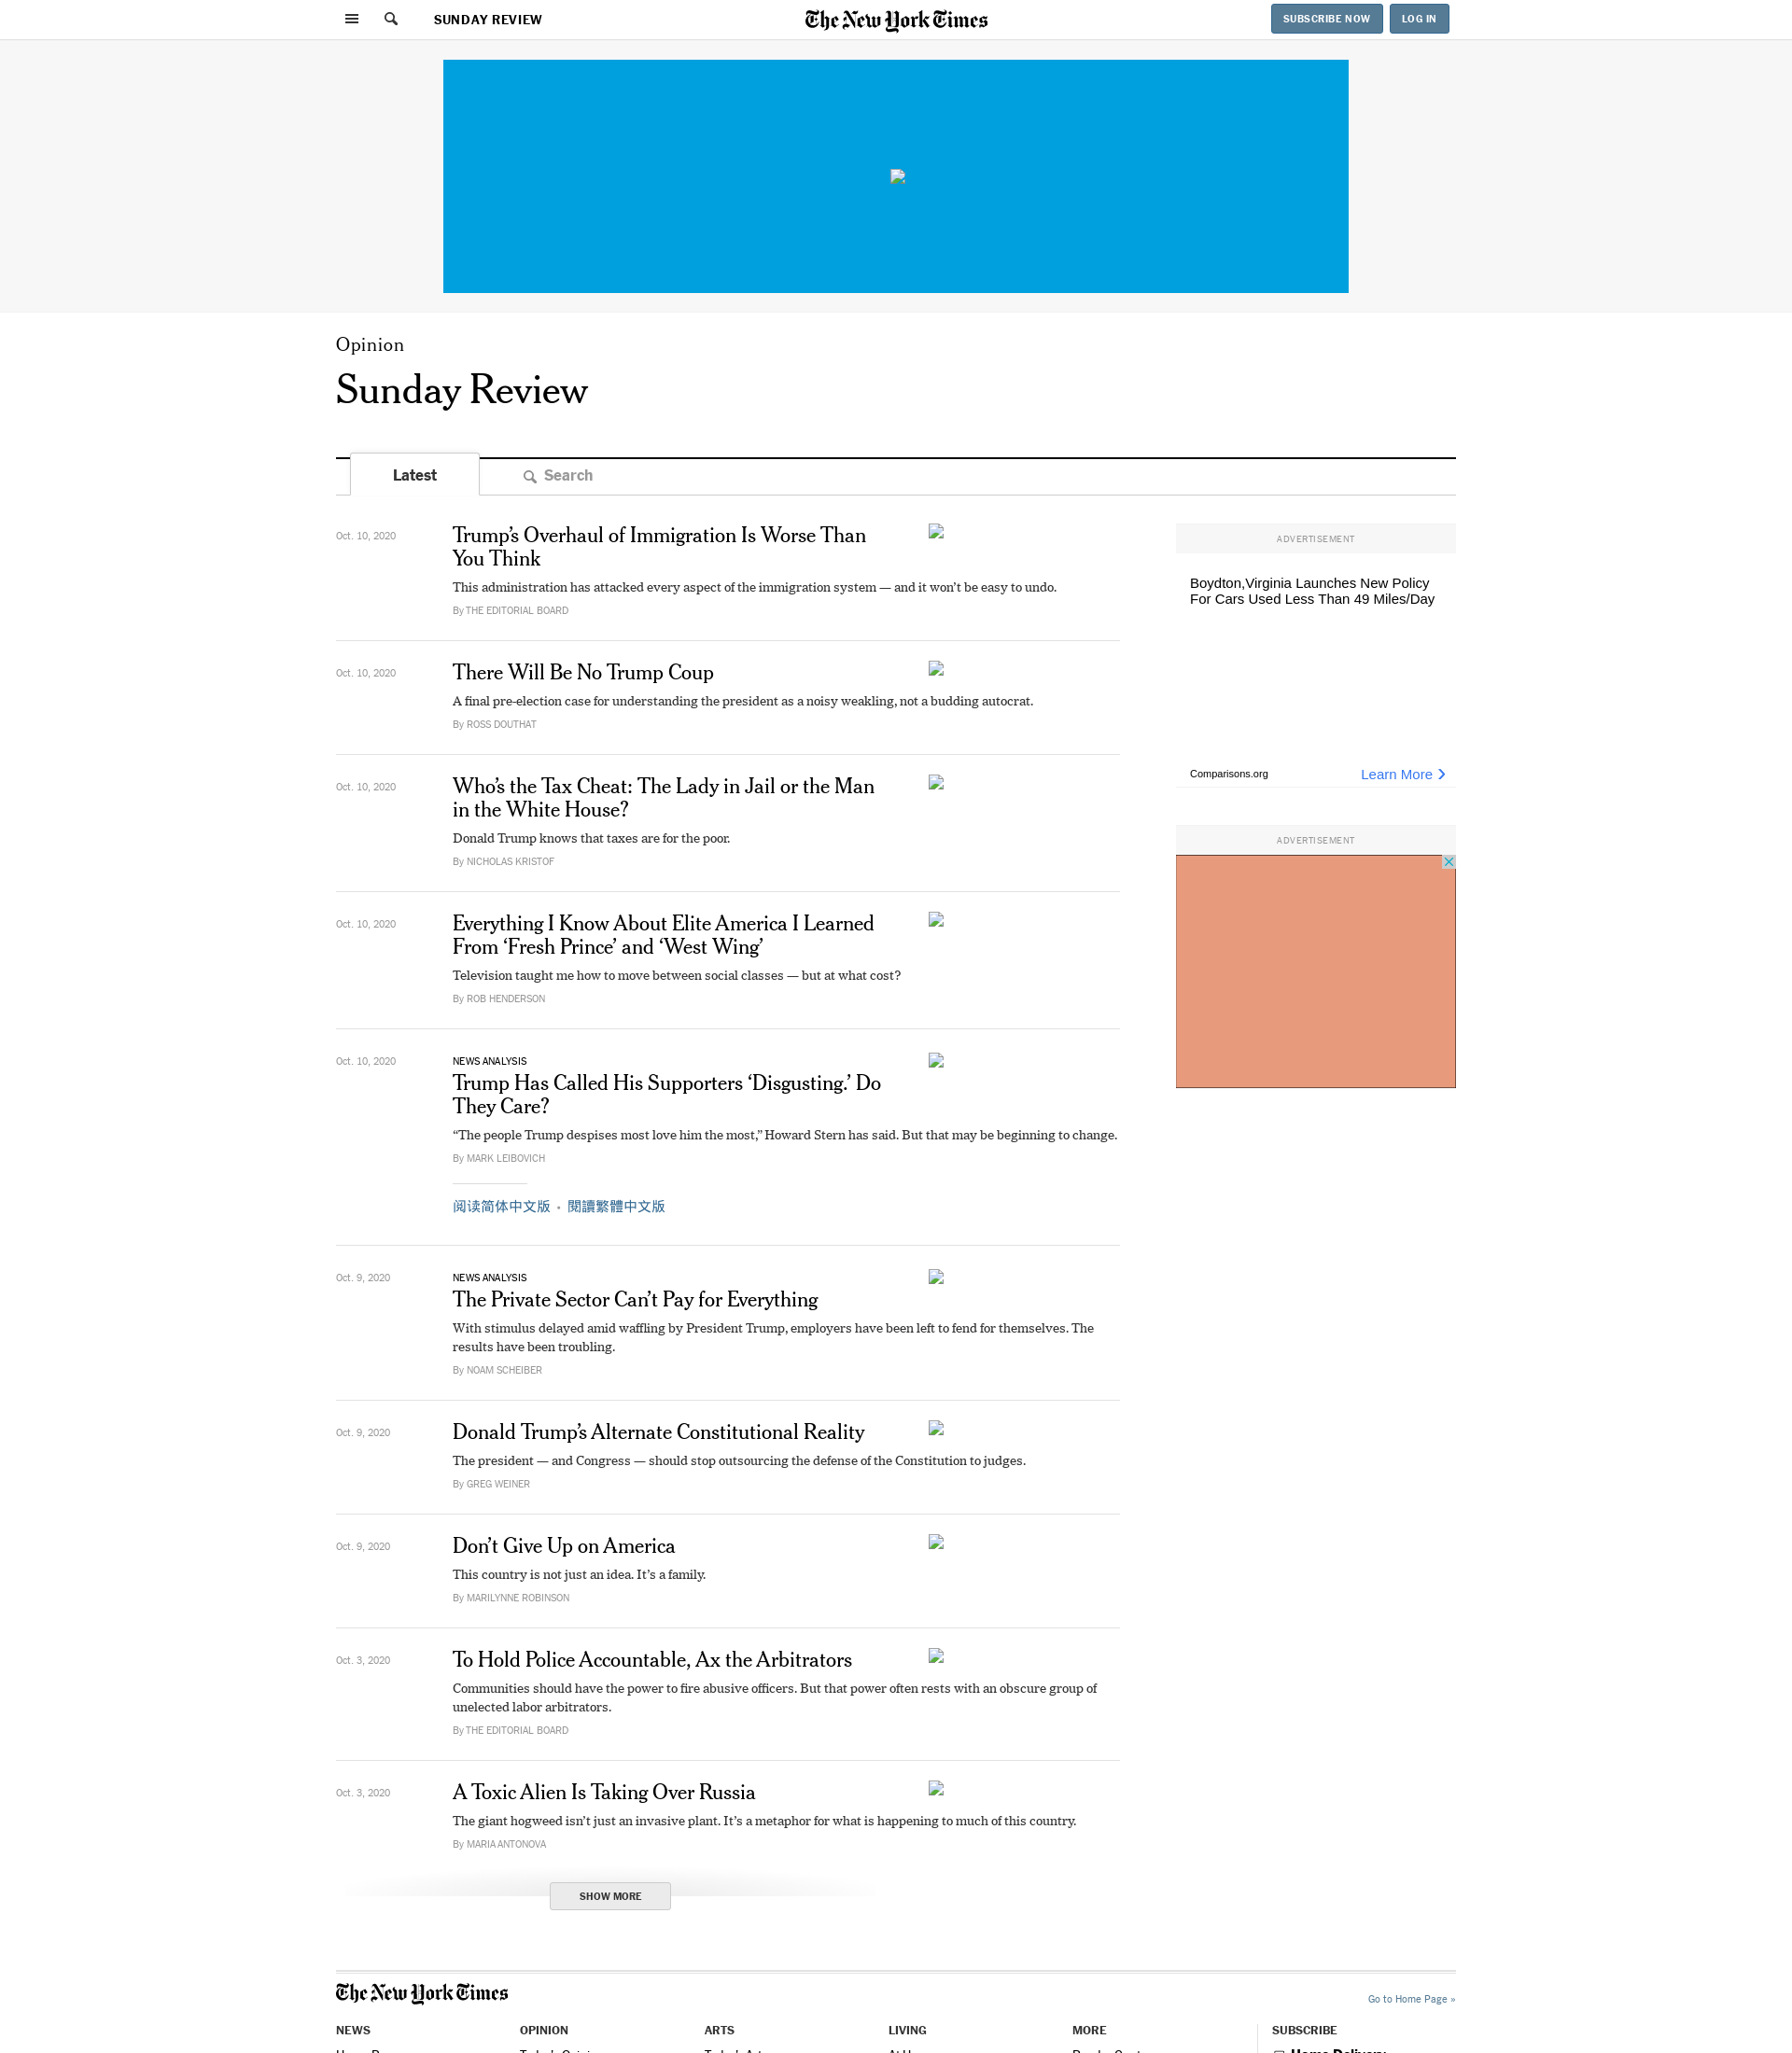 SUNDAY REVIEW
The New York Times
SUBSCRIBE NOW
LOG IN
Opinion
Sunday Review
Latest
Search
Oct. 10, 2020
Trump’s Overhaul of Immigration Is Worse Than
You Think
This administration has attacked every aspect of the immigration system — and it won’t be easy to undo.
By THE EDITORIAL BOARD
Oct. 10, 2020
There Will Be No Trump Coup
A final pre-election case for understanding the president as a noisy weakling, not a budding autocrat.
By ROSS DOUTHAT
Oct. 10, 2020
Who’s the Tax Cheat: The Lady in Jail or the Man
in the White House?
Donald Trump knows that taxes are for the poor.
By NICHOLAS KRISTOF
Oct. 10, 2020
Everything I Know About Elite America I Learned
From ‘Fresh Prince’ and ‘West Wing’
Television taught me how to move between social classes — but at what cost?
By ROB HENDERSON
Oct. 10, 2020
NEWS ANALYSIS
Trump Has Called His Supporters ‘Disgusting.’ Do
They Care?
“The people Trump despises most love him the most,” Howard Stern has said. But that may be beginning to change.
By MARK LEIBOVICH
阅读简体中文版 • 閱讀繁體中文版
Oct. 9, 2020
NEWS ANALYSIS
The Private Sector Can’t Pay for Everything
With stimulus delayed amid waffling by President Trump, employers have been left to fend for themselves. The
results have been troubling.
By NOAM SCHEIBER
Oct. 9, 2020
Donald Trump’s Alternate Constitutional Reality
The president — and Congress — should stop outsourcing the defense of the Constitution to judges.
By GREG WEINER
Oct. 9, 2020
Don’t Give Up on America
This country is not just an idea. It’s a family.
By MARILYNNE ROBINSON
Oct. 3, 2020
To Hold Police Accountable, Ax the Arbitrators
Communities should have the power to fire abusive officers. But that power often rests with an obscure group of
unelected labor arbitrators.
By THE EDITORIAL BOARD
Oct. 3, 2020
A Toxic Alien Is Taking Over Russia
The giant hogweed isn’t just an invasive plant. It’s a metaphor for what is happening to much of this country.
By MARIA ANTONOVA
SHOW MORE
ADVERTISEMENT
Boydton,Virginia Launches New Policy
For Cars Used Less Than 49 Miles/Day
Comparisons.org
Learn More
ADVERTISEMENT
The New York Times
Go to Home Page »
NEWS
OPINION
ARTS
LIVING
MORE
SUBSCRIBE